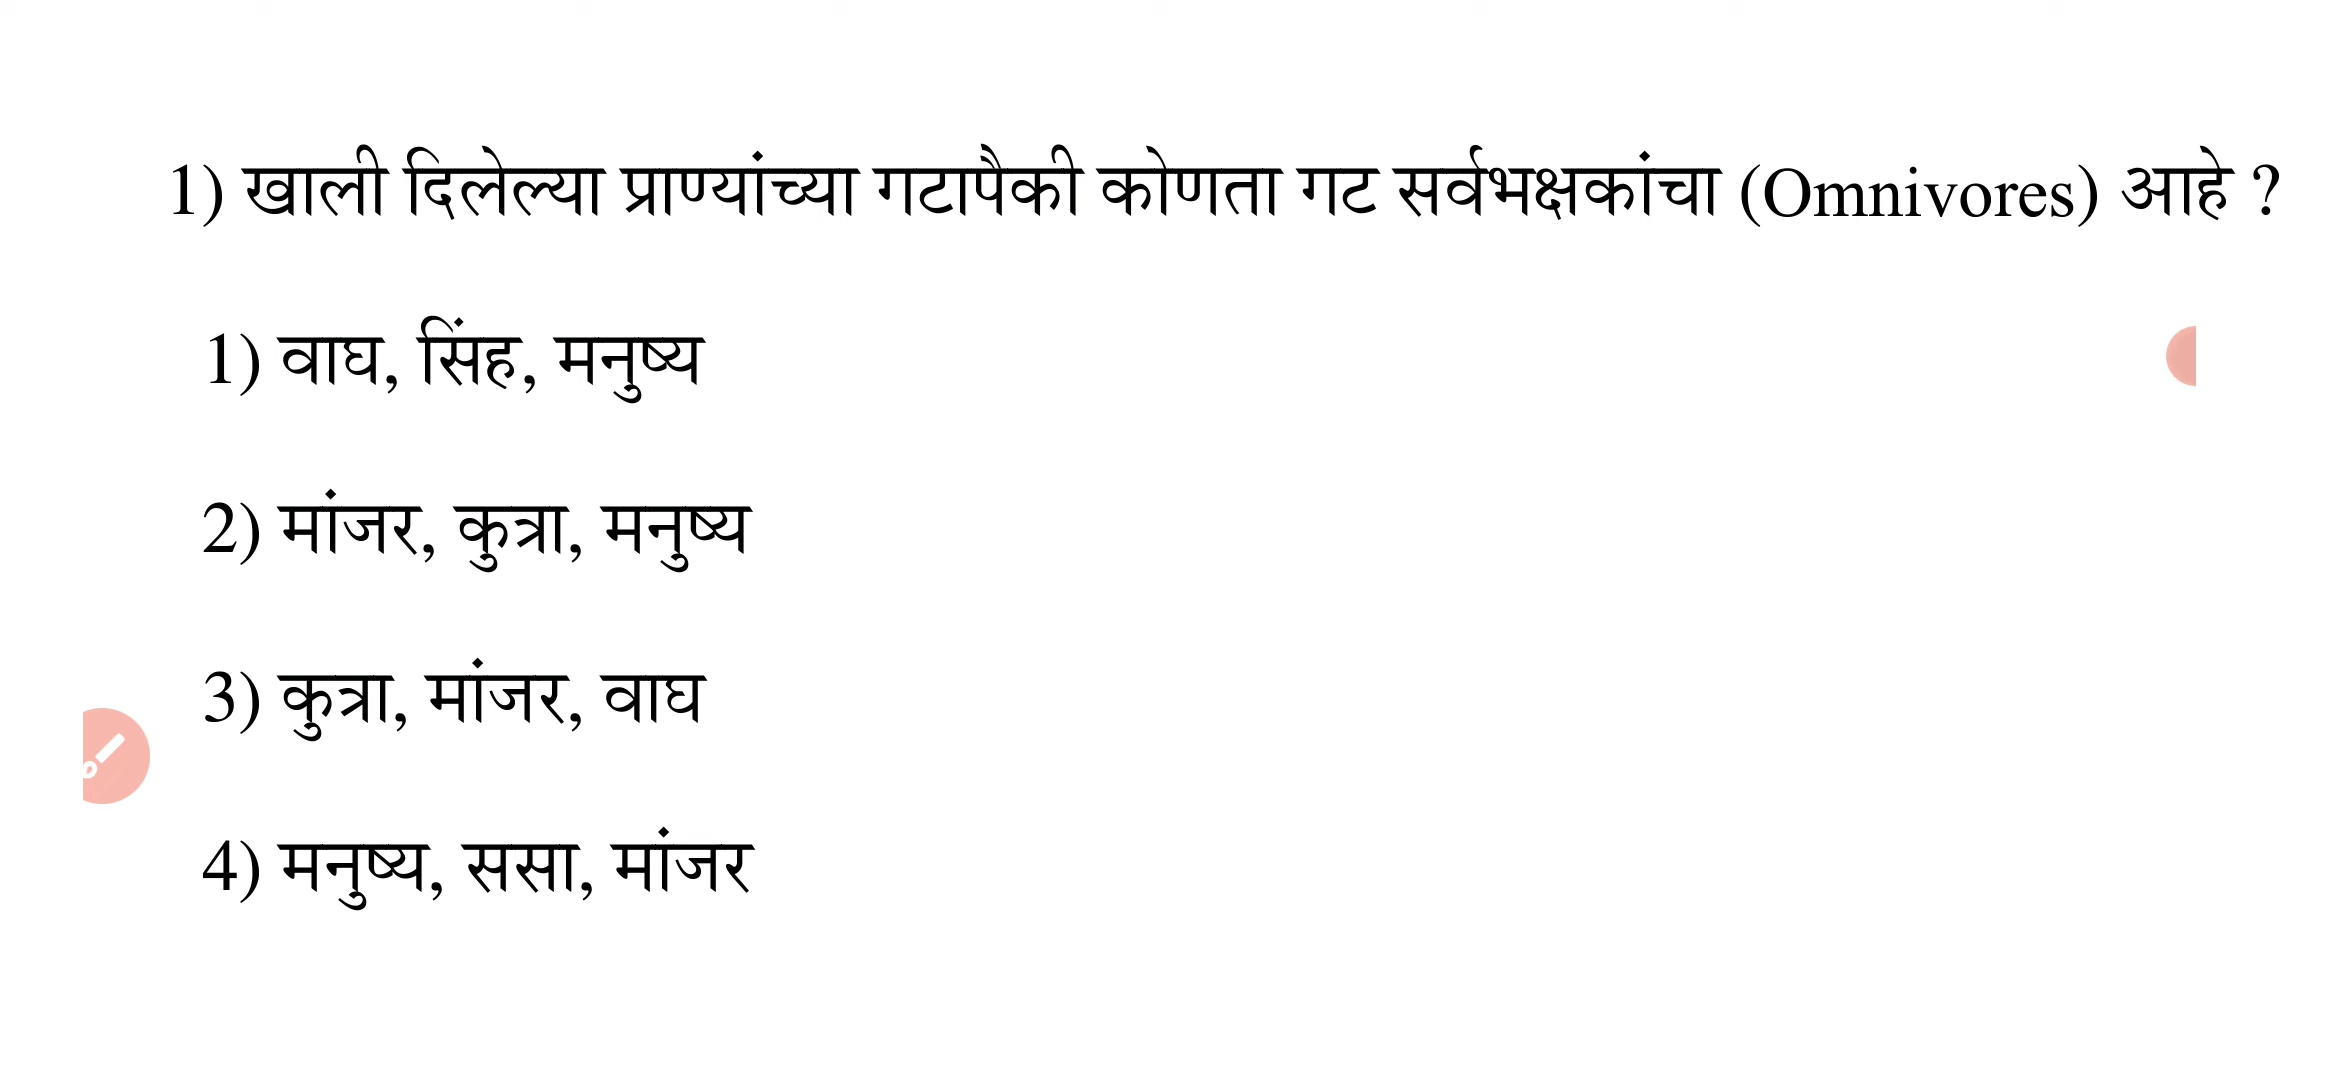 1) खाली दिलेल्या प्राण्यांच्या गटापैकी कोणता गट सर्वभक्षकांचा (Omnivores) आहे ?
1) वाघ, सिंह, मनुष्य
2) मांजर, कुत्रा, मनुष्य
3) कुत्रा, मांजर, वाघ
4) मनुष्य, ससा, मांजर